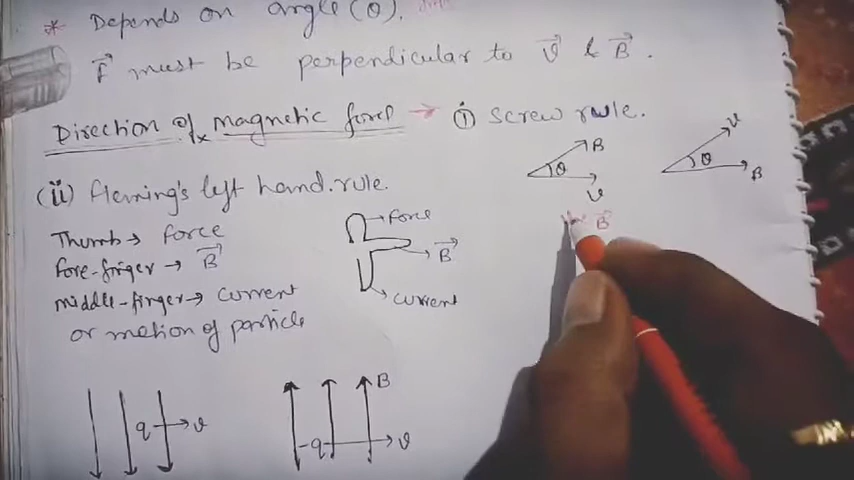 * Depends on angle (θ).
F must be perpendicular to V & B.
Direction of magnetic force → (i) Screw rule.
B
θ
v
v
θ
B
B
(ii) fleming's left hand rule.
Thumb → force
fore-finger → B
middle-finger → current
or motion of particle
force
B
current
q v
B
-q v